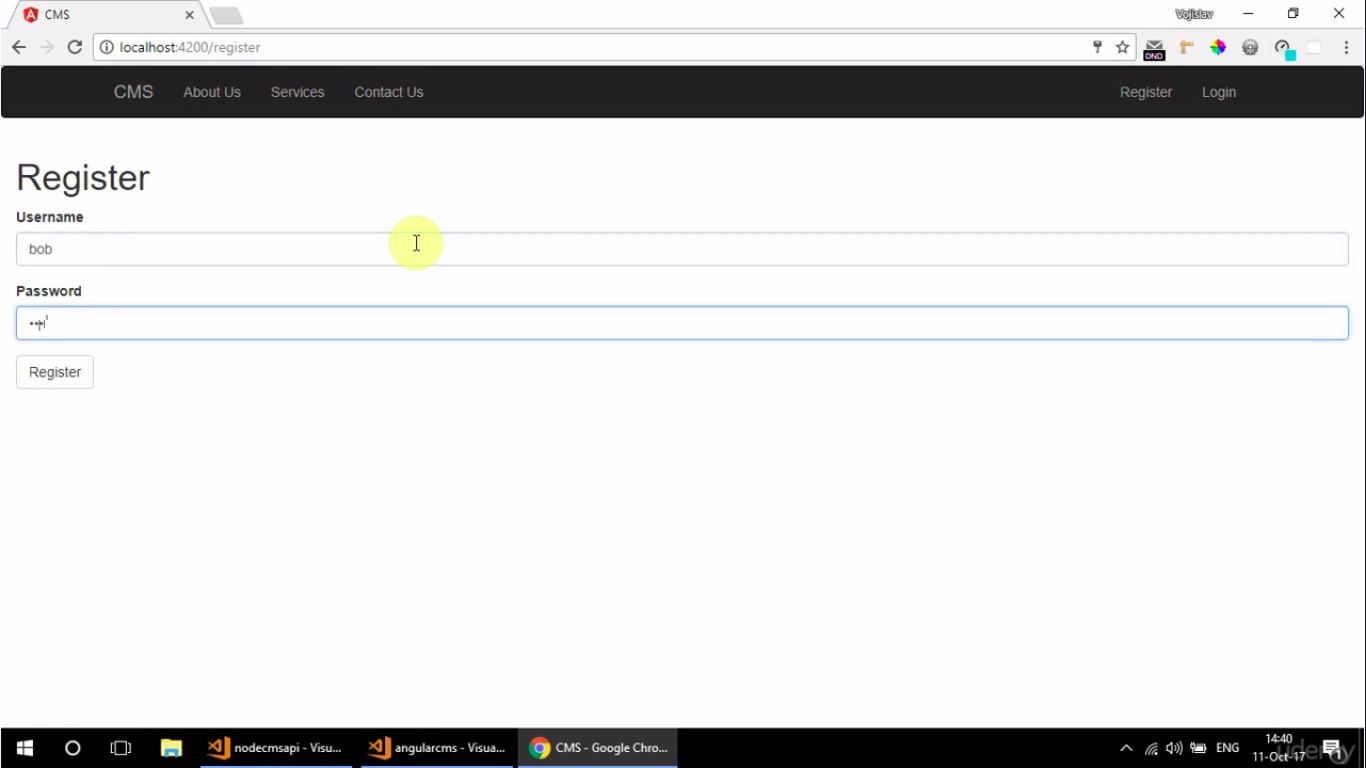 CMS
Vojislav
localhost:4200/register
DND
CMS About Us Services Contact Us Register Login
Register
Username
bob
Password
Register
nodecmsapi - Visu... angularcms - Visua... CMS - Google Chro... ENG
14:40
11-Oct-17
udemy
1